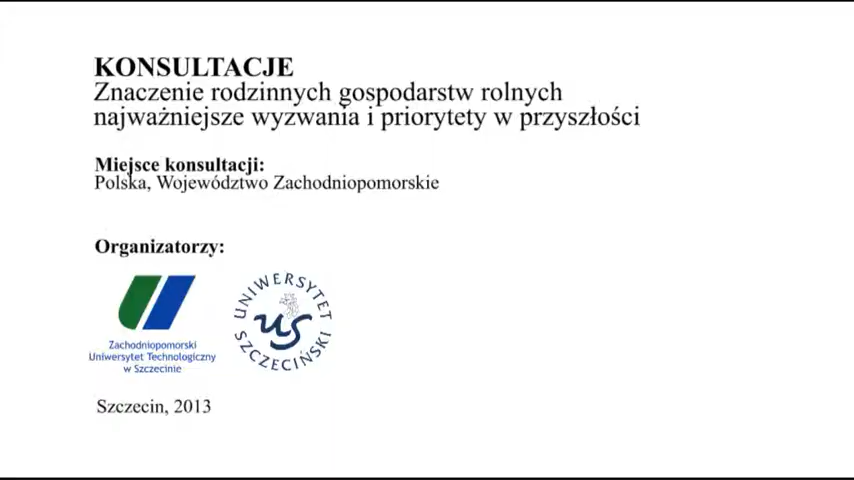 KONSULTACJE
Znaczenie rodzinnych gospodarstw rolnych
najważniejsze wyzwania i priorytety w przyszłości
Miejsce konsultacji:
Polska, Województwo Zachodniopomorskie
Organizatorzy:
Zachodniopomorski
Uniwersytet Technologiczny
w Szczecinie
UNIWERSYTET
SZCZECIŃSKI
us
Szczecin, 2013